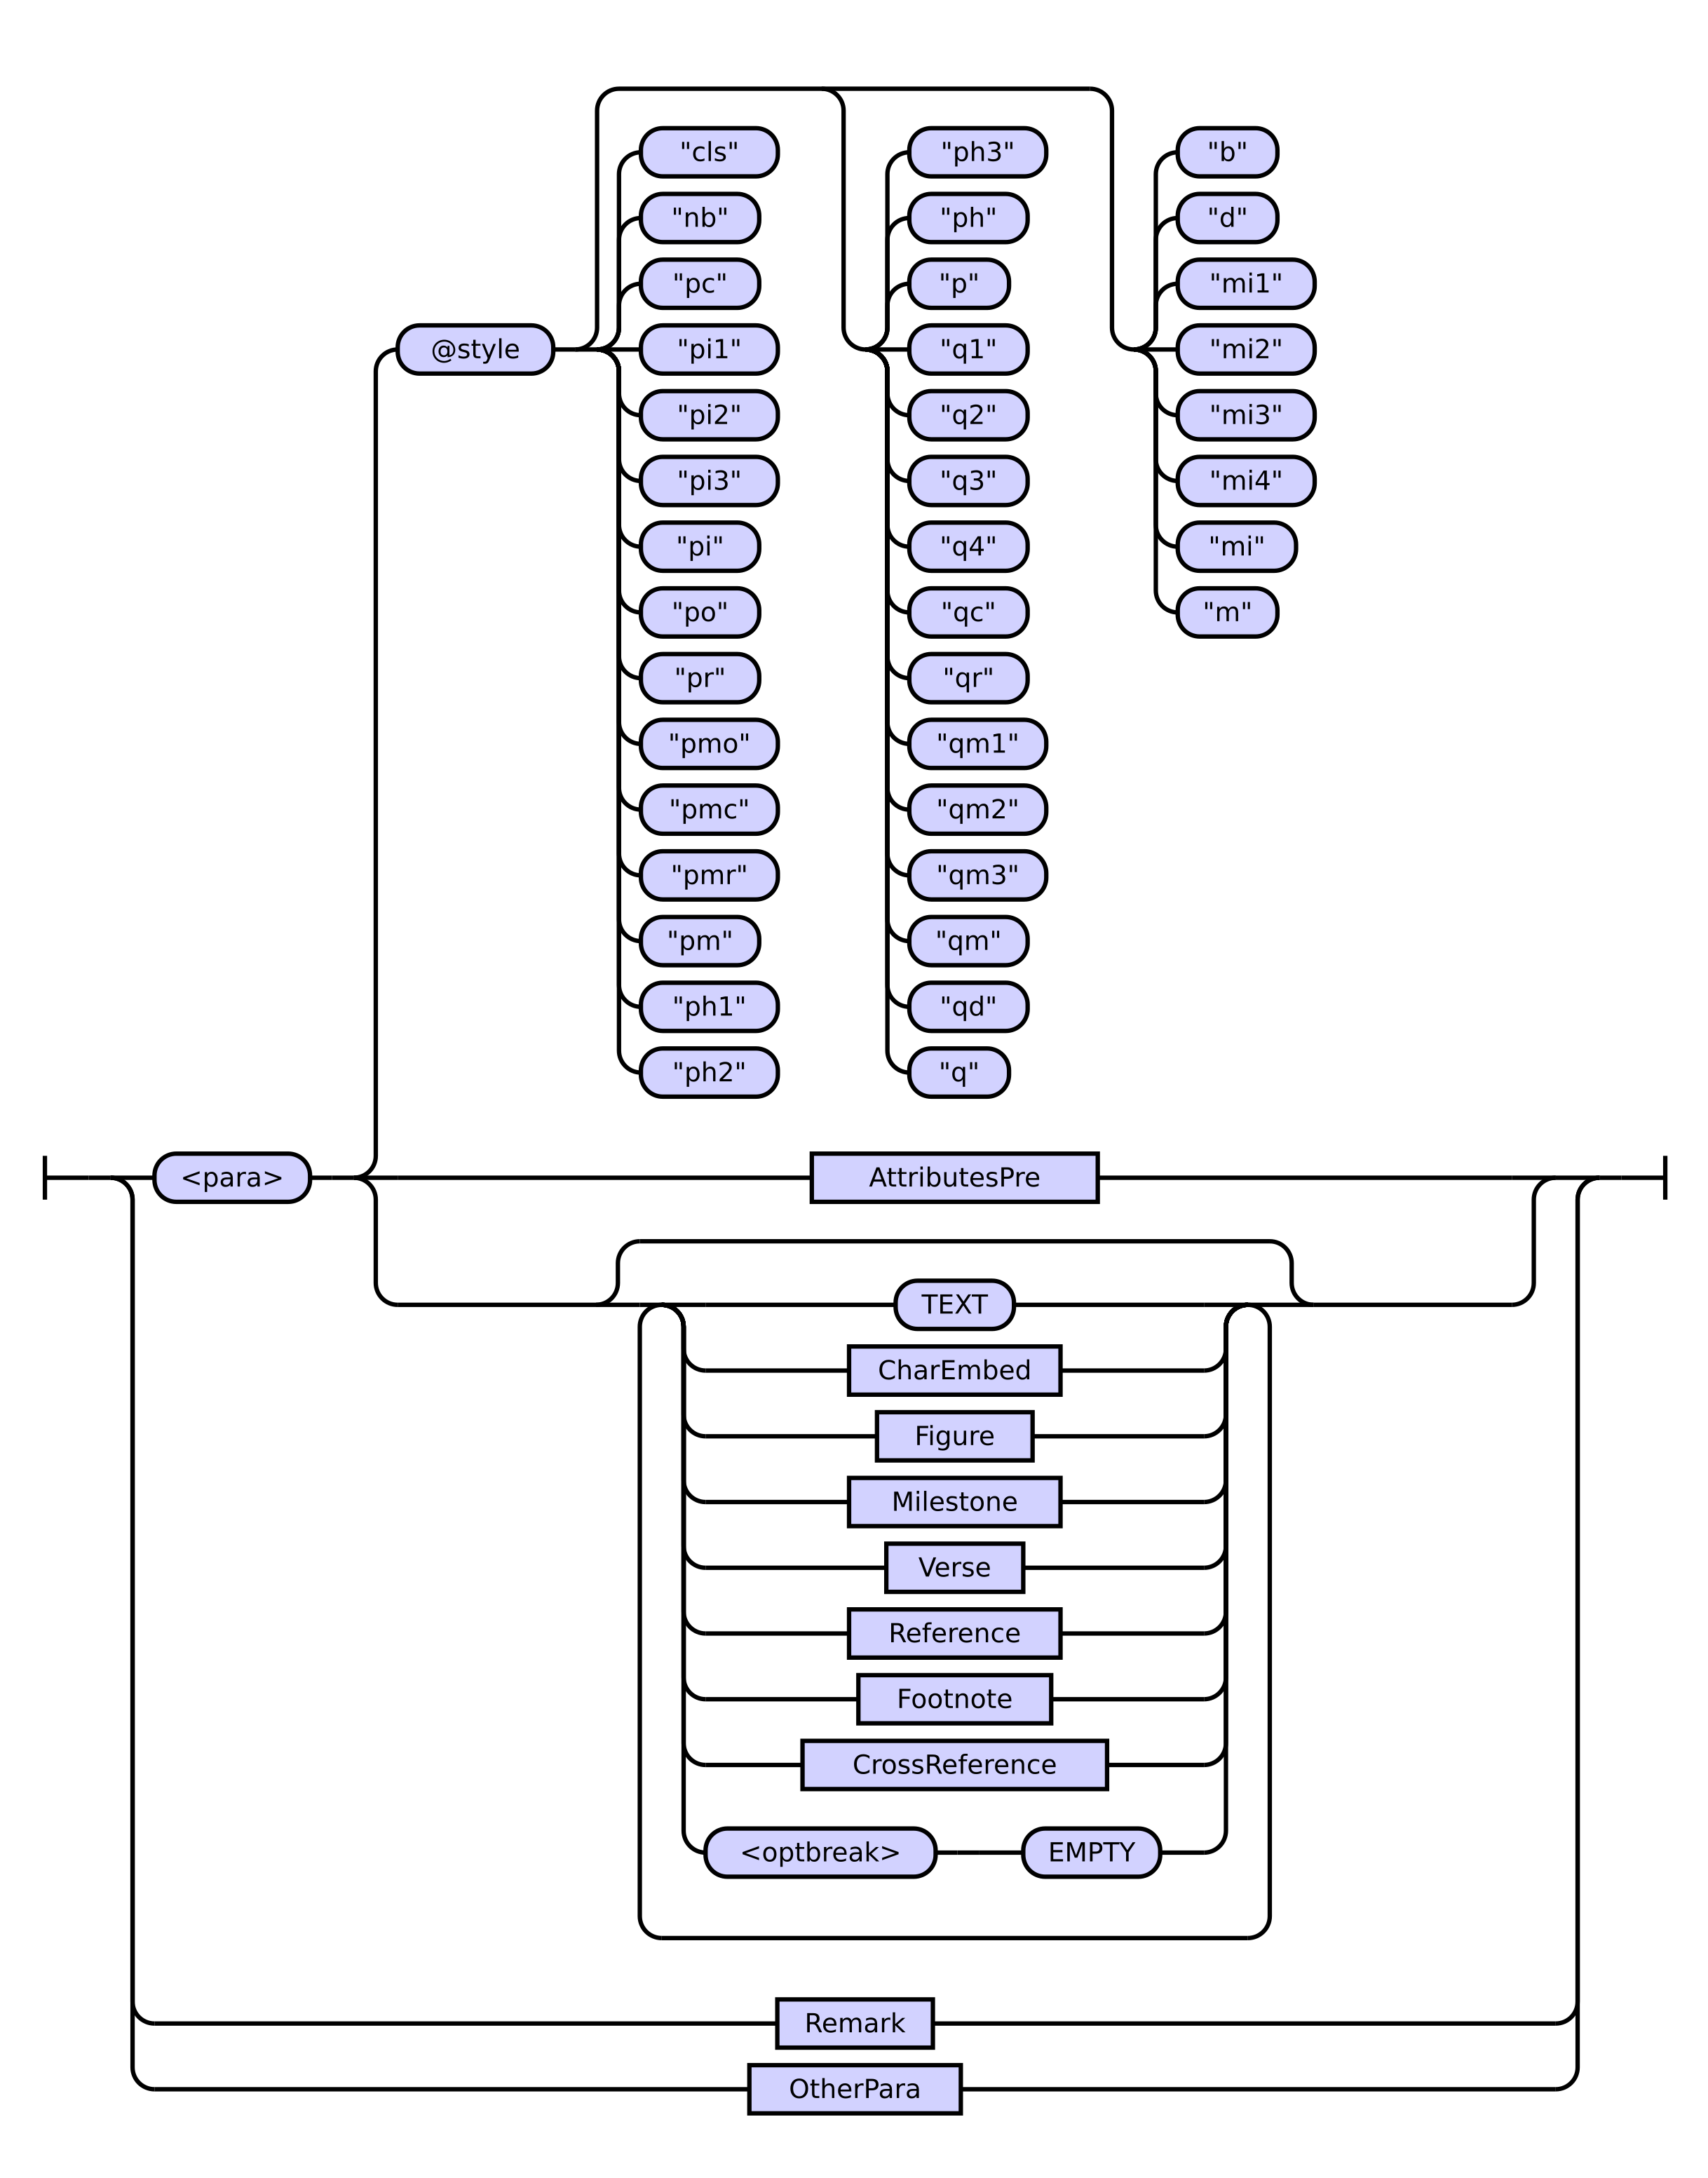 "cls"
"nb"
"pc"
@style
"pi1"
"pi2"
"pi3"
"pi"
"po"
"pr"
"pmo"
"pmc"
"pmr"
"pm"
"ph1"
"ph2"
"ph3"
"ph"
"p"
"q1"
"q2"
"q3"
"q4"
"qc"
"qr"
"qm1"
"qm2"
"qm3"
"qm"
"qd"
"q"
"b"
"d"
"mi1"
"mi2"
"mi3"
"mi4"
"mi"
"m"
<para>
AttributesPre
TEXT
CharEmbed
Figure
Milestone
Verse
Reference
Footnote
CrossReference
<optbreak> EMPTY
Remark
OtherPara